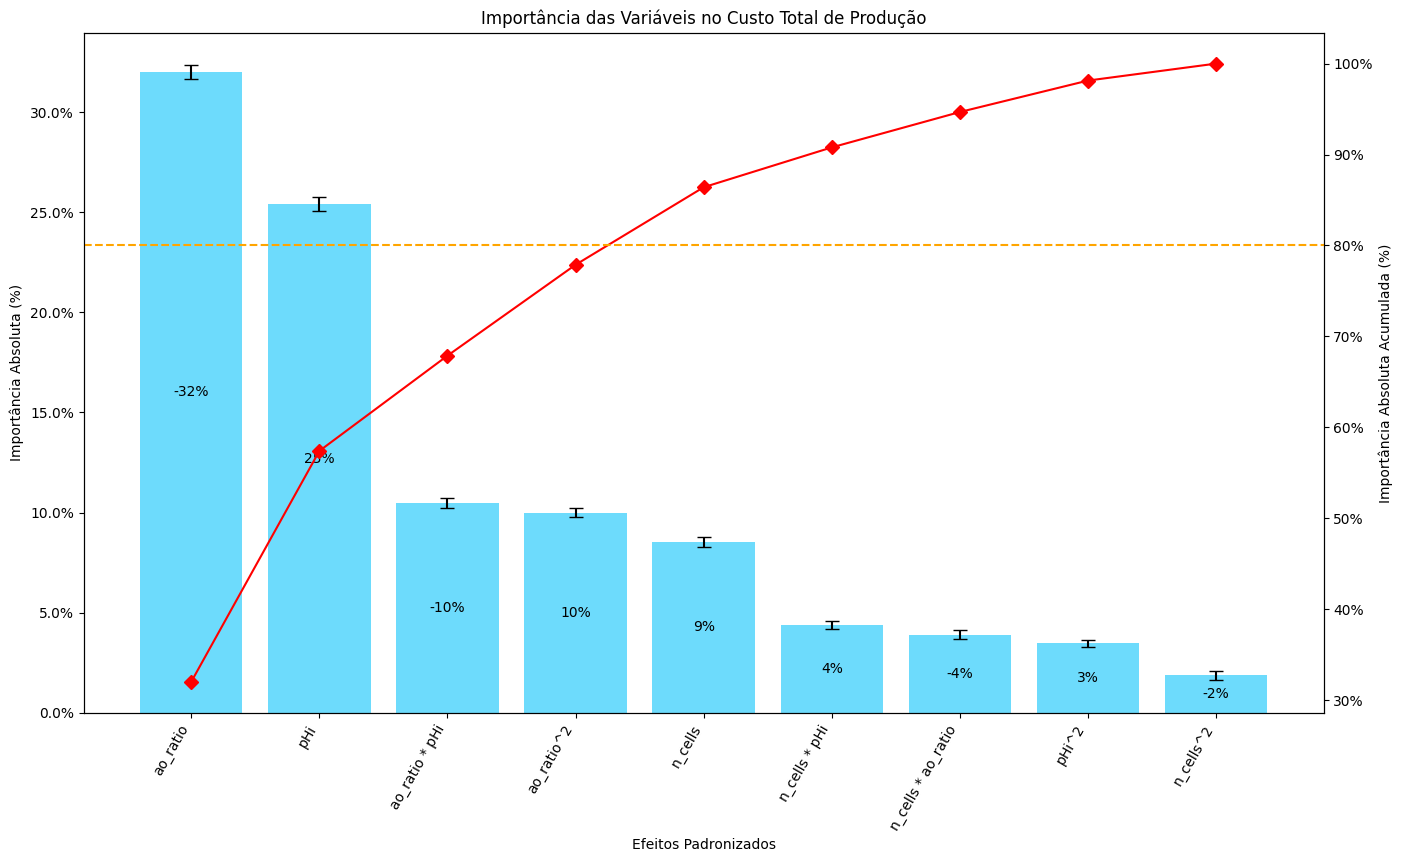 Importância das Variáveis no Custo Total de Produção
Importância Absoluta (%)
30.0%
25.0%
20.0%
15.0%
10.0%
5.0%
0.0%
-32%
-10%
10%
9%
4%
-4%
3%
-2%
100%
90%
80%
70%
60%
50%
40%
30%
Importância Absoluta Acumulada (%)
ao_ratio
pHi
ao_ratio * pHi
ao_ratio^2
n_cells
n_cells * pHi
n_cells * ao_ratio
pHi^2
n_cells^2
Efeitos Padronizados